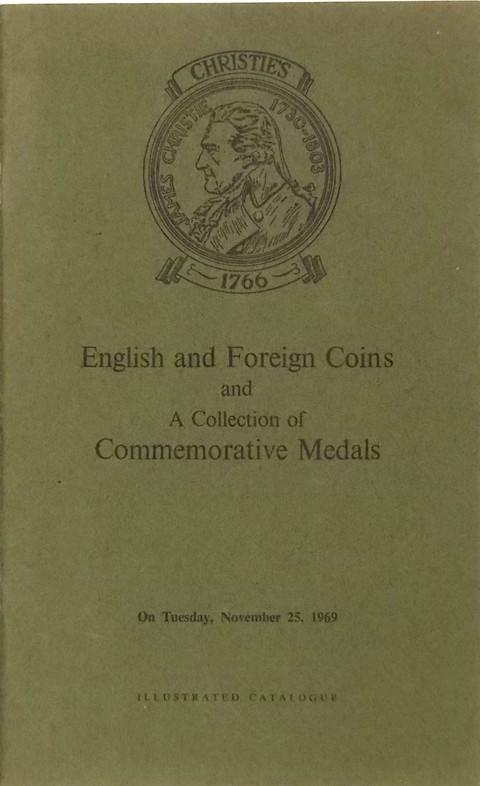 CHRISTIE'S
JAMES CHRISTIE 1730-1803
1766
English and Foreign Coins
and
A Collection of
Commemorative Medals
On Tuesday, November 25, 1969
ILLUSTRATED CATALOGUE